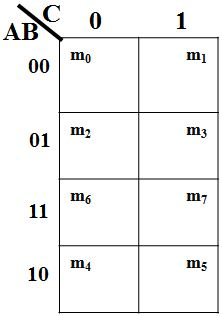 C
AB 0 1
00 m₀ m₁
01 m₂ m₃
11 m₆ m₇
10 m₄ m₅